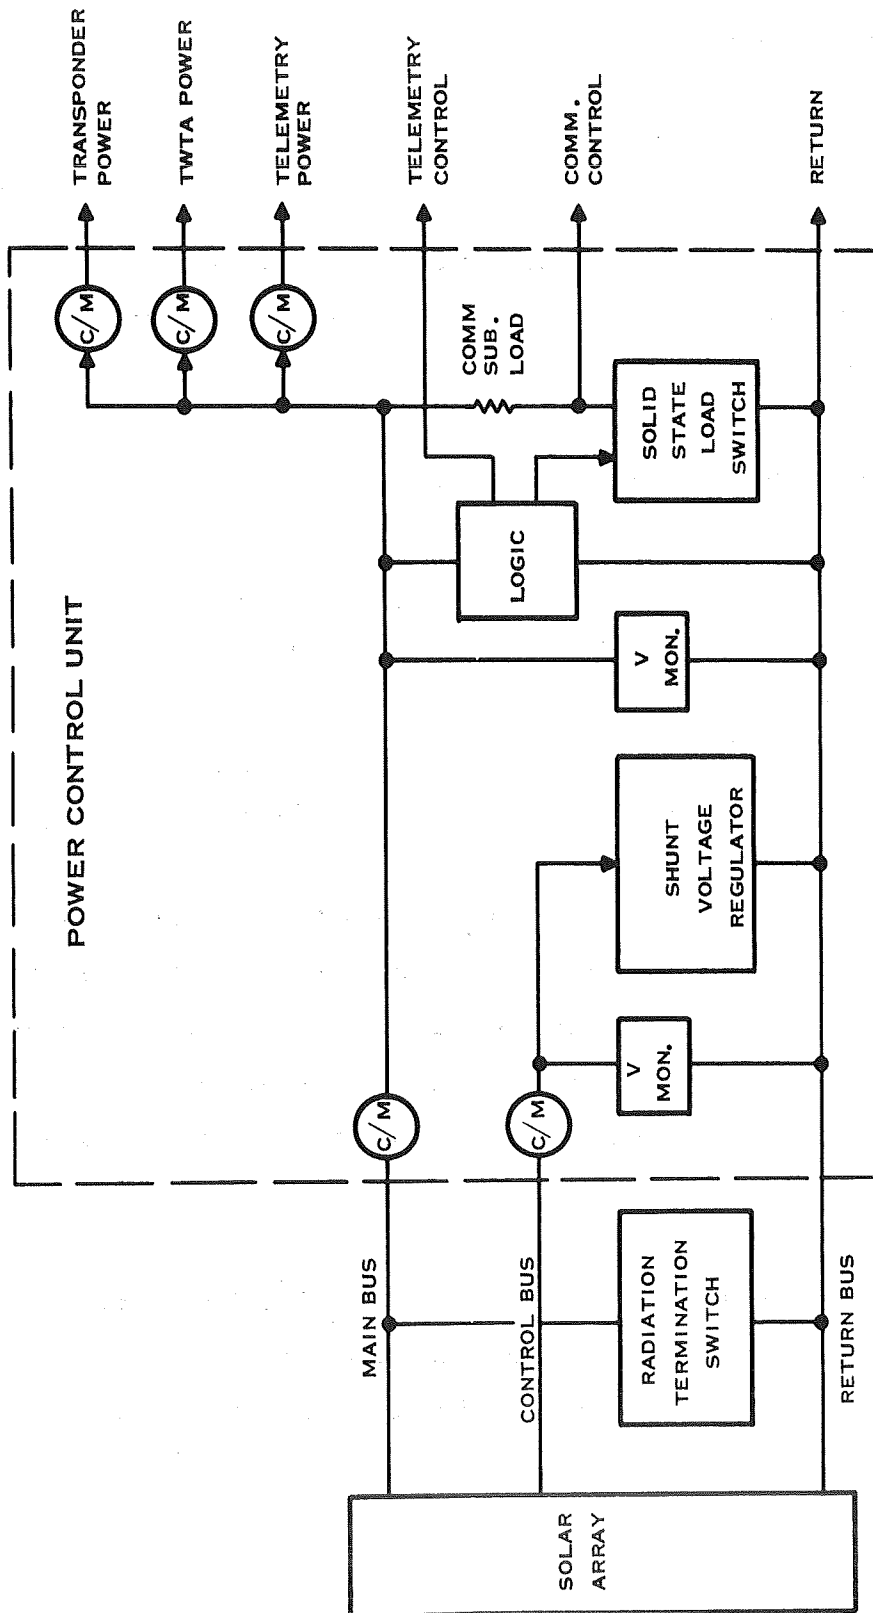 POWER CONTROL UNIT
TRANSPONDER
POWER
TWTA POWER
TELEMETRY
POWER
TELEMETRY
CONTROL
COMM.
CONTROL
RETURN
C/M
C/M
C/M
COMM
SUB.
LOAD
SOLID
STATE
LOAD
SWITCH
LOGIC
V
MON.
SHUNT
VOLTAGE
REGULATOR
V
MON.
C/M
C/M
MAIN BUS
CONTROL BUS
RADIATION
TERMINATION
SWITCH
RETURN BUS
SOLAR
ARRAY